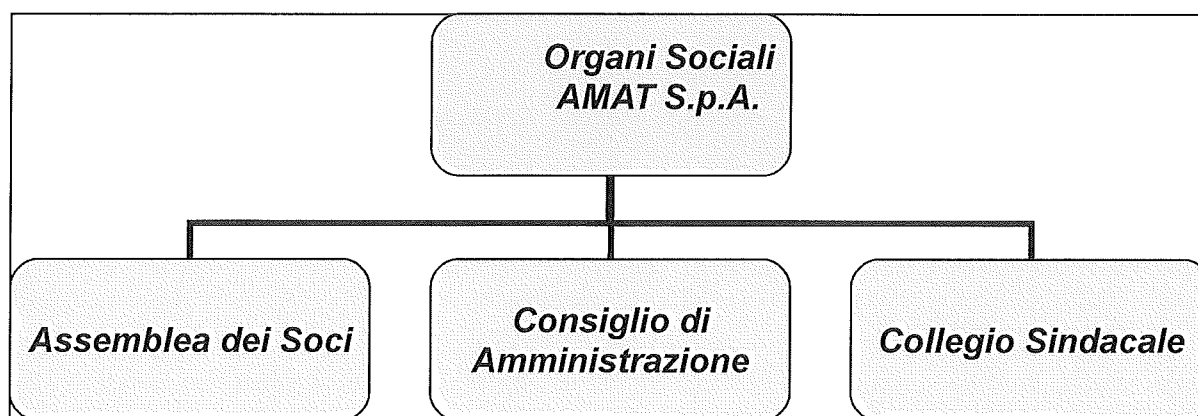 Organi Sociali
AMAT S.p.A.
Assemblea dei Soci
Consiglio di
Amministrazione
Collegio Sindacale